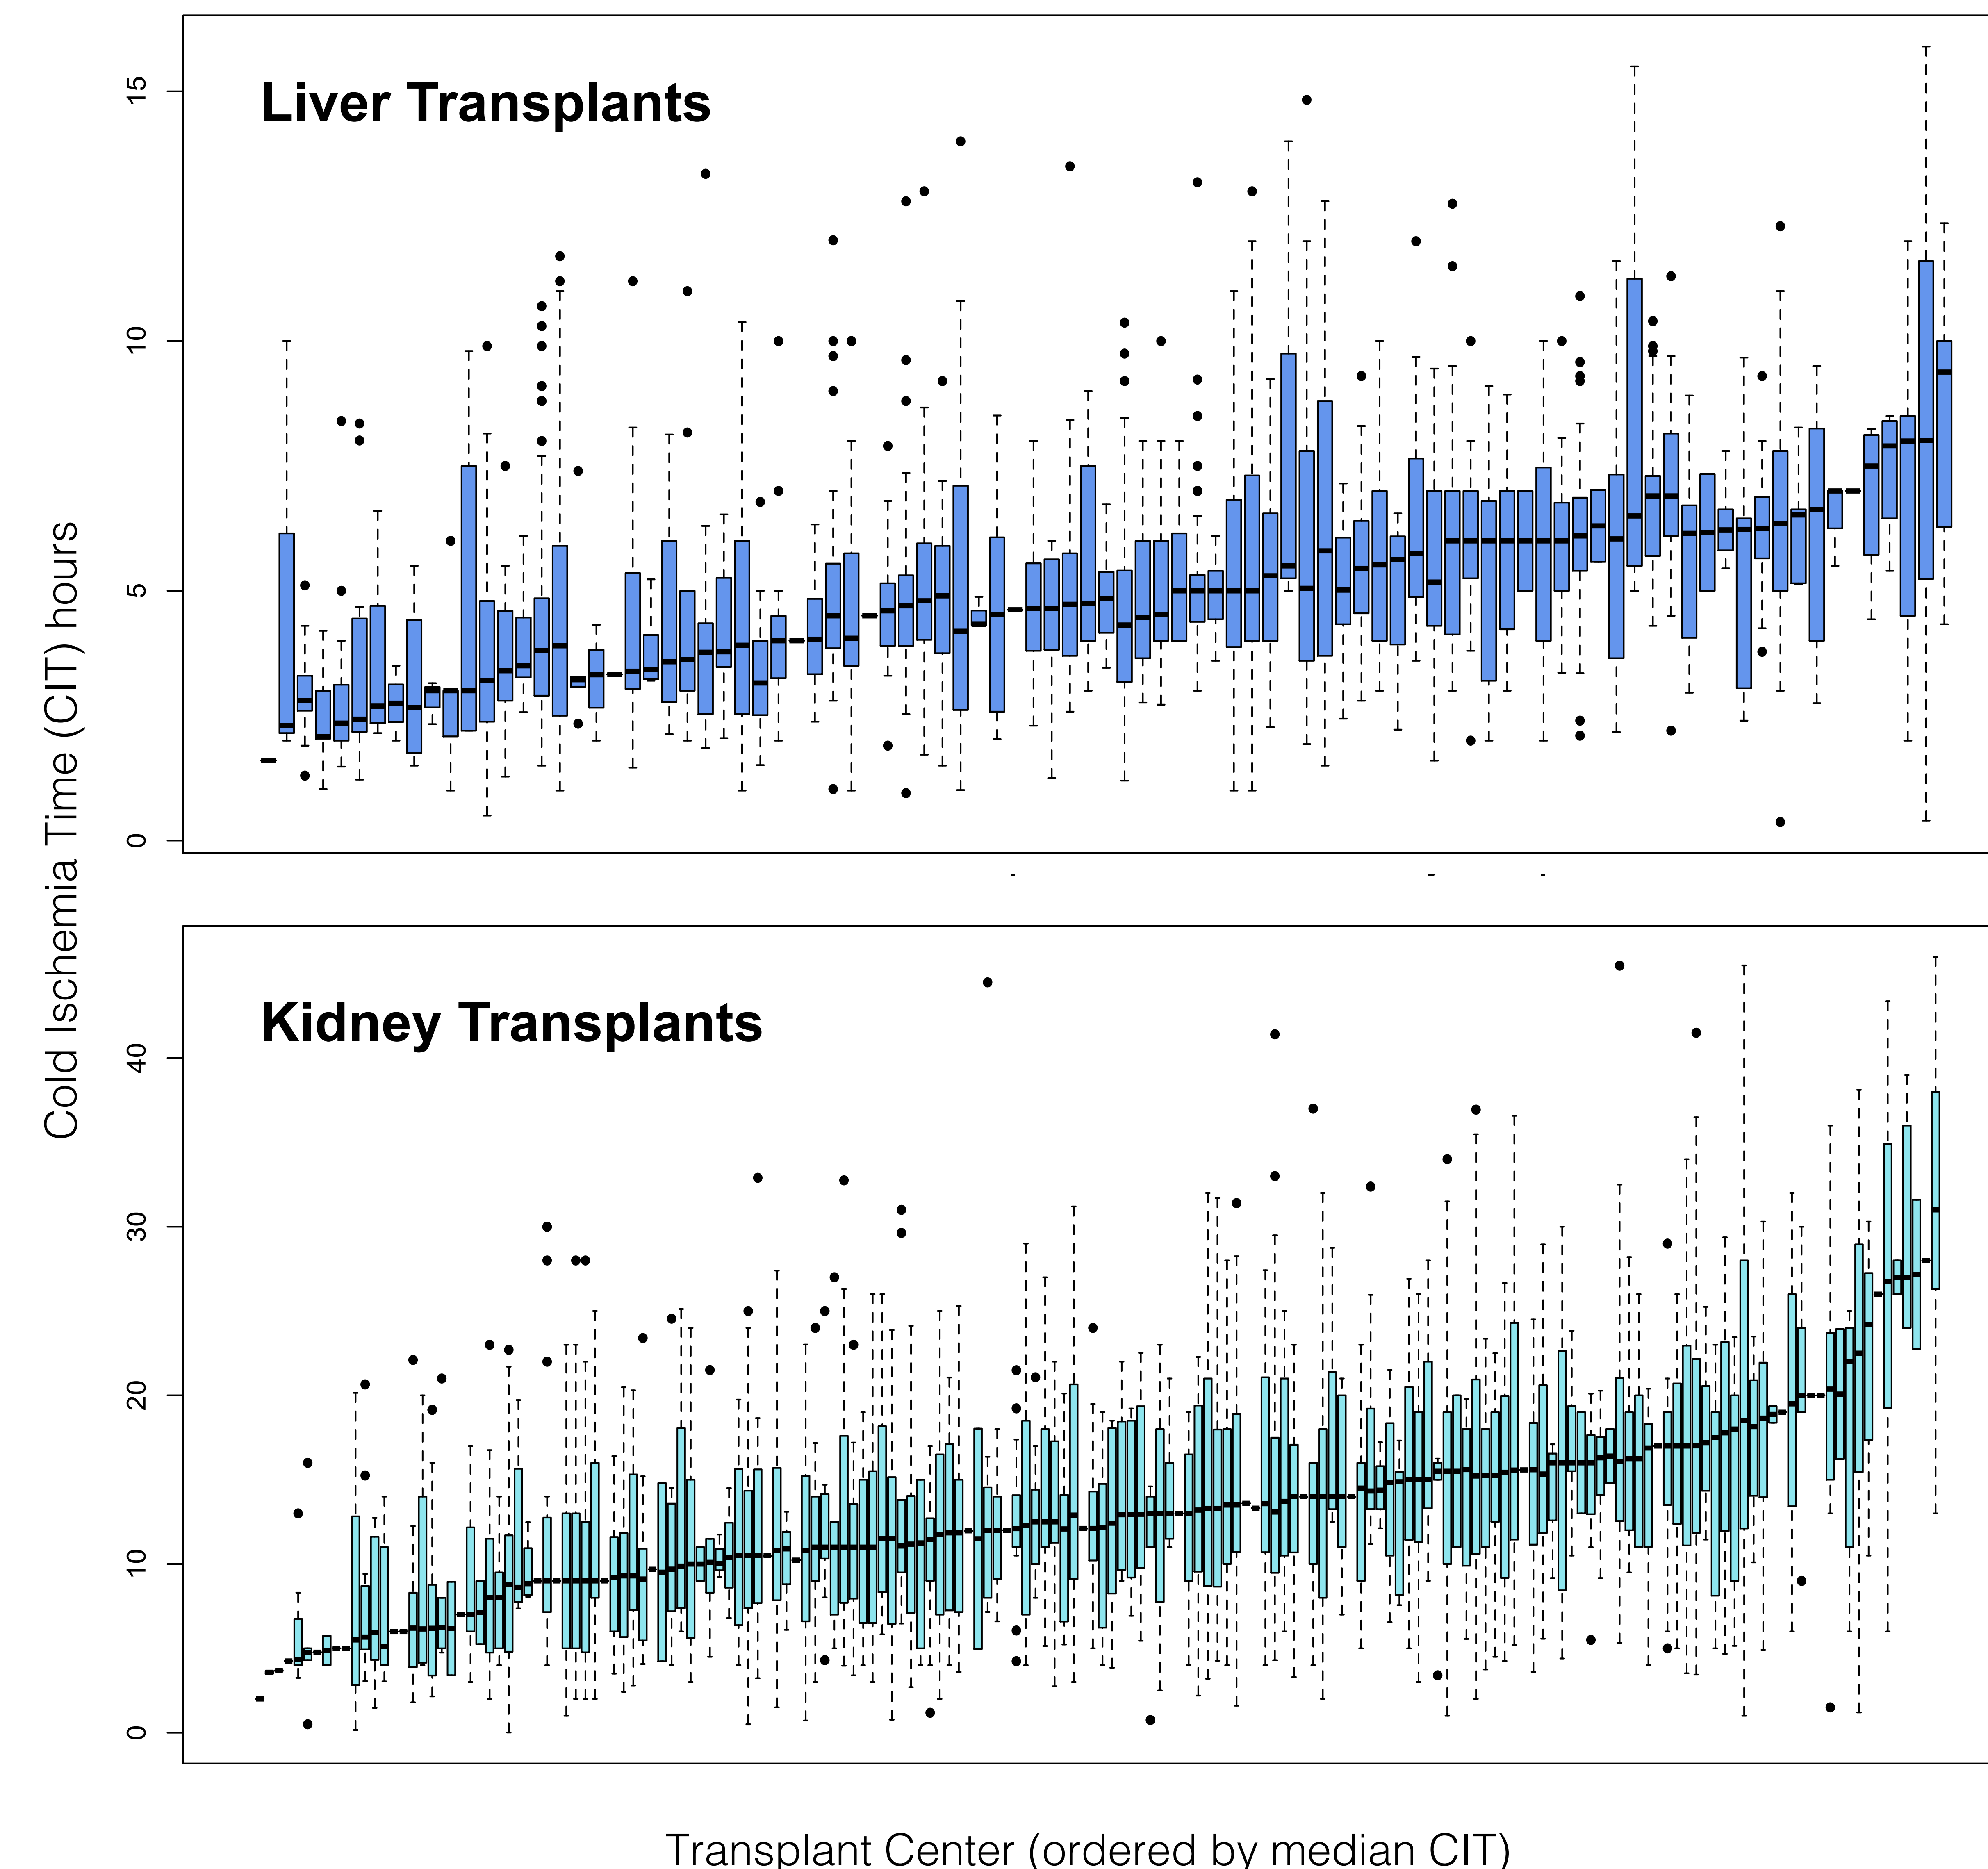 Liver Transplants
15
10
5
0
Cold Ischemia Time (CIT) hours
Kidney Transplants
40
30
20
10
0
Transplant Center (ordered by median CIT)